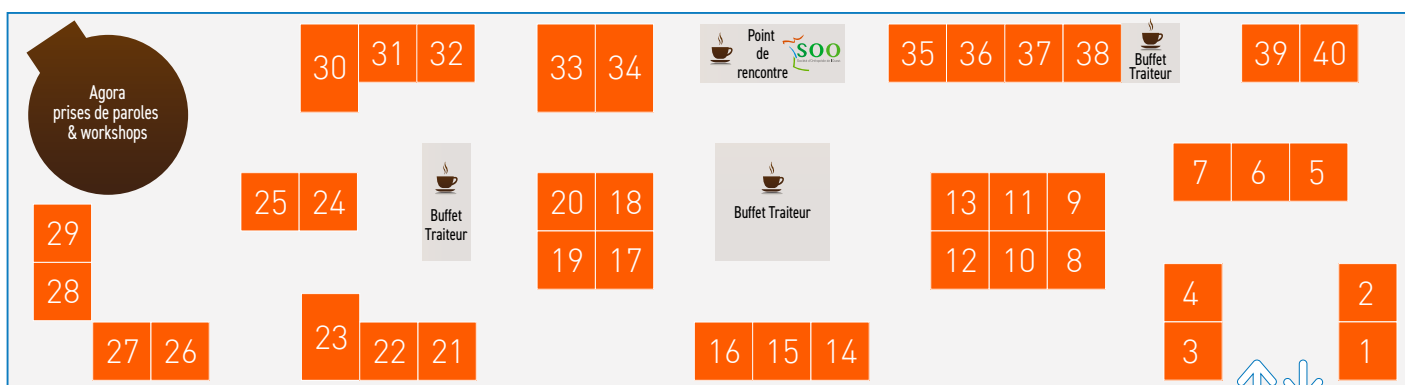 Agora
prises de paroles
& workshops
30 31 32
33 34
Point
de
rencontre
SOO
35 36 37 38
Buffet
Traiteur
39 40
7 6 5
25 24
Buffet
Traiteur
20 18
19 17
Buffet Traiteur
13 11 9
12 10 8
29
28
27 26
23 22 21
16 15 14
4
3
2
1